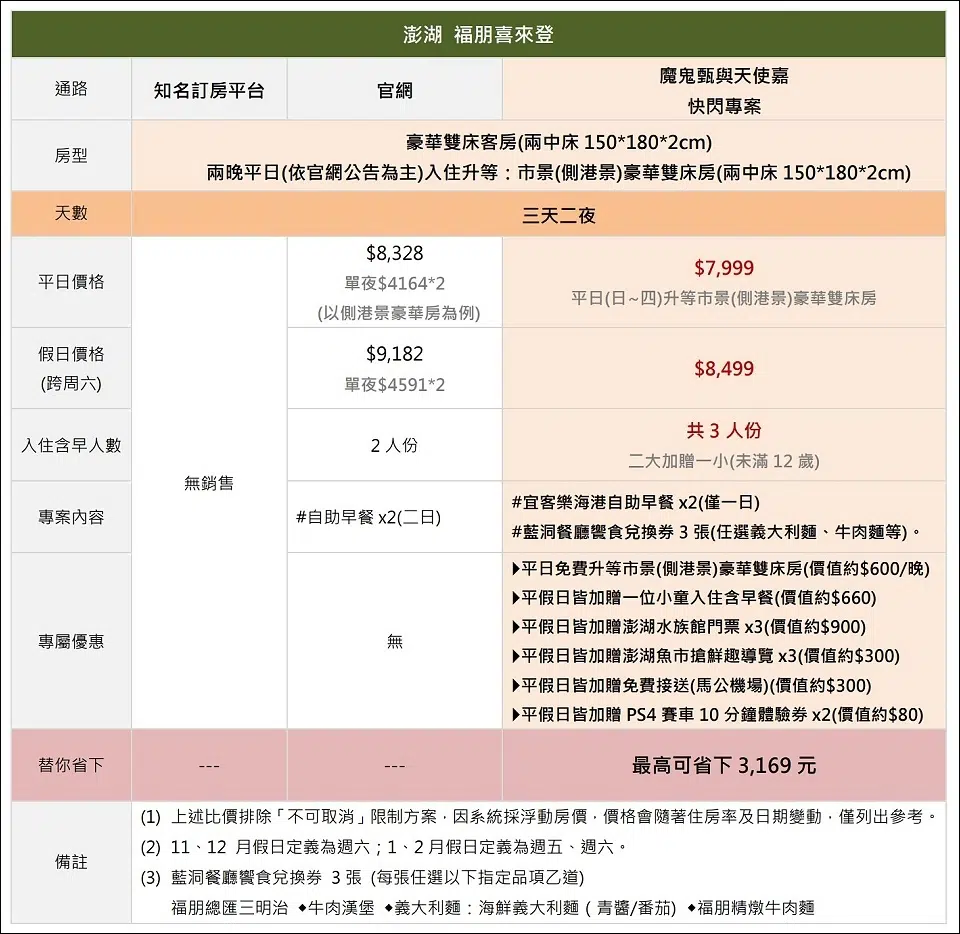 澎湖 福朋喜來登
通路
知名訂房平台
官網
魔鬼甄與天使嘉
快閃專案
房型
豪華雙床客房(兩中床 150*180*2cm)
兩晚平日(依官網公告為主)入住升等：市景(側港景)豪華雙床房(兩中床 150*180*2cm)
天數
三天二夜
平日價格
$8,328
單夜$4164*2
(以側港景豪華房為例)
$7,999
平日(日~四)升等市景(側港景)豪華雙床房
假日價格
(跨周六)
$9,182
單夜$4591*2
$8,499
入住含早人數
2 人份
共 3 人份
二大加贈一小(未滿 12 歲)
無銷售
專案內容
#自助早餐 x2(二日)
#宜客樂海港自助早餐 x2(僅一日)
#藍洞餐廳饗食兌換券 3 張(任選義大利麵、牛肉麵等)。
專屬優惠
無
▶平日免費升等市景(側港景)豪華雙床房(價值約$600/晚)
▶平假日皆加贈一位小童入住含早餐(價值約$660)
▶平假日皆加贈澎湖水族館門票 x3(價值約$900)
▶平假日皆加贈澎湖魚市搶鮮趣導覽 x3(價值約$300)
▶平假日皆加贈免費接送(馬公機場)(價值約$300)
▶平假日皆加贈 PS4 賽車 10 分鐘體驗券 x2(價值約$80)
替你省下
---
---
最高可省下 3,169 元
備註
(1) 上述比價排除「不可取消」限制方案，因系統採浮動房價，價格會隨著住房率及日期變動，僅列出參考。
(2) 11、12 月假日定義為週六；1、2 月假日定義為週五、週六。
(3) 藍洞餐廳饗食兌換券 3 張 (每張任選以下指定品項乙道)
福朋總匯三明治 ◆牛肉漢堡 ◆義大利麵：海鮮義大利麵 ( 青醬/番茄) ◆福朋精燉牛肉麵